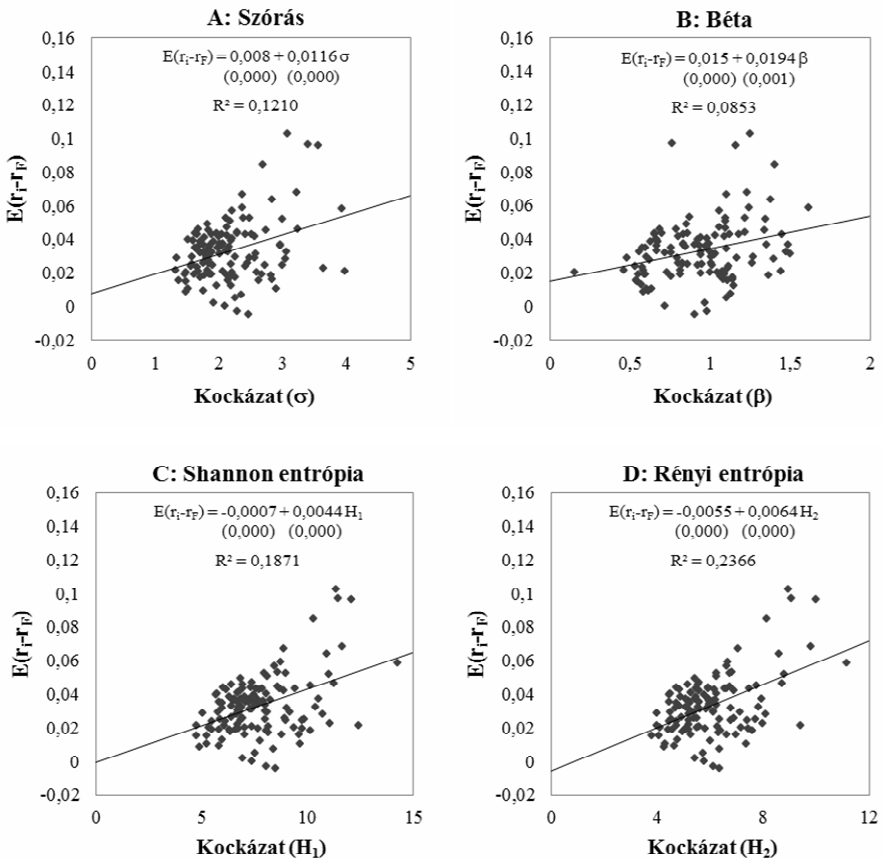 A: Szórás
0,16
0,14
0,12
0,1
0,08
0,06
0,04
0,02
0
-0,02
E(ri-rF)
E(ri-rF) = 0,008 + 0,0116 σ
(0,000) (0,000)
R² = 0,1210
0 1 2 3 4 5
Kockázat (σ)
B: Béta
0,16
0,14
0,12
0,1
0,08
0,06
0,04
0,02
0
-0,02
E(ri-rF)
E(ri-rF) = 0,015 + 0,0194 β
(0,000) (0,001)
R² = 0,0853
0 0,5 1 1,5 2
Kockázat (β)
C: Shannon entrópia
0,16
0,14
0,12
0,1
0,08
0,06
0,04
0,02
0
-0,02
E(ri-rF)
E(ri-rF) = -0,0007 + 0,0044 H1
(0,000) (0,000)
R² = 0,1871
0 5 10 15
Kockázat (H1)
D: Rényi entrópia
0,16
0,14
0,12
0,1
0,08
0,06
0,04
0,02
0
-0,02
E(ri-rF)
E(ri-rF) = -0,0055 + 0,0064 H2
(0,000) (0,000)
R² = 0,2366
0 4 8 12
Kockázat (H2)